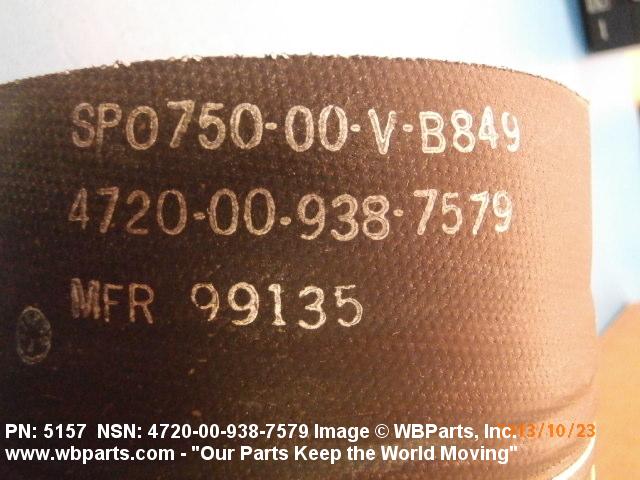 SPO750-00-V-B849
4720-00-938-7579
MFR 99135
PN: 5157 NSN: 4720-00-938-7579 Image © WBParts, Inc.
13/10/23
www.wbparts.com - "Our Parts Keep the World Moving"